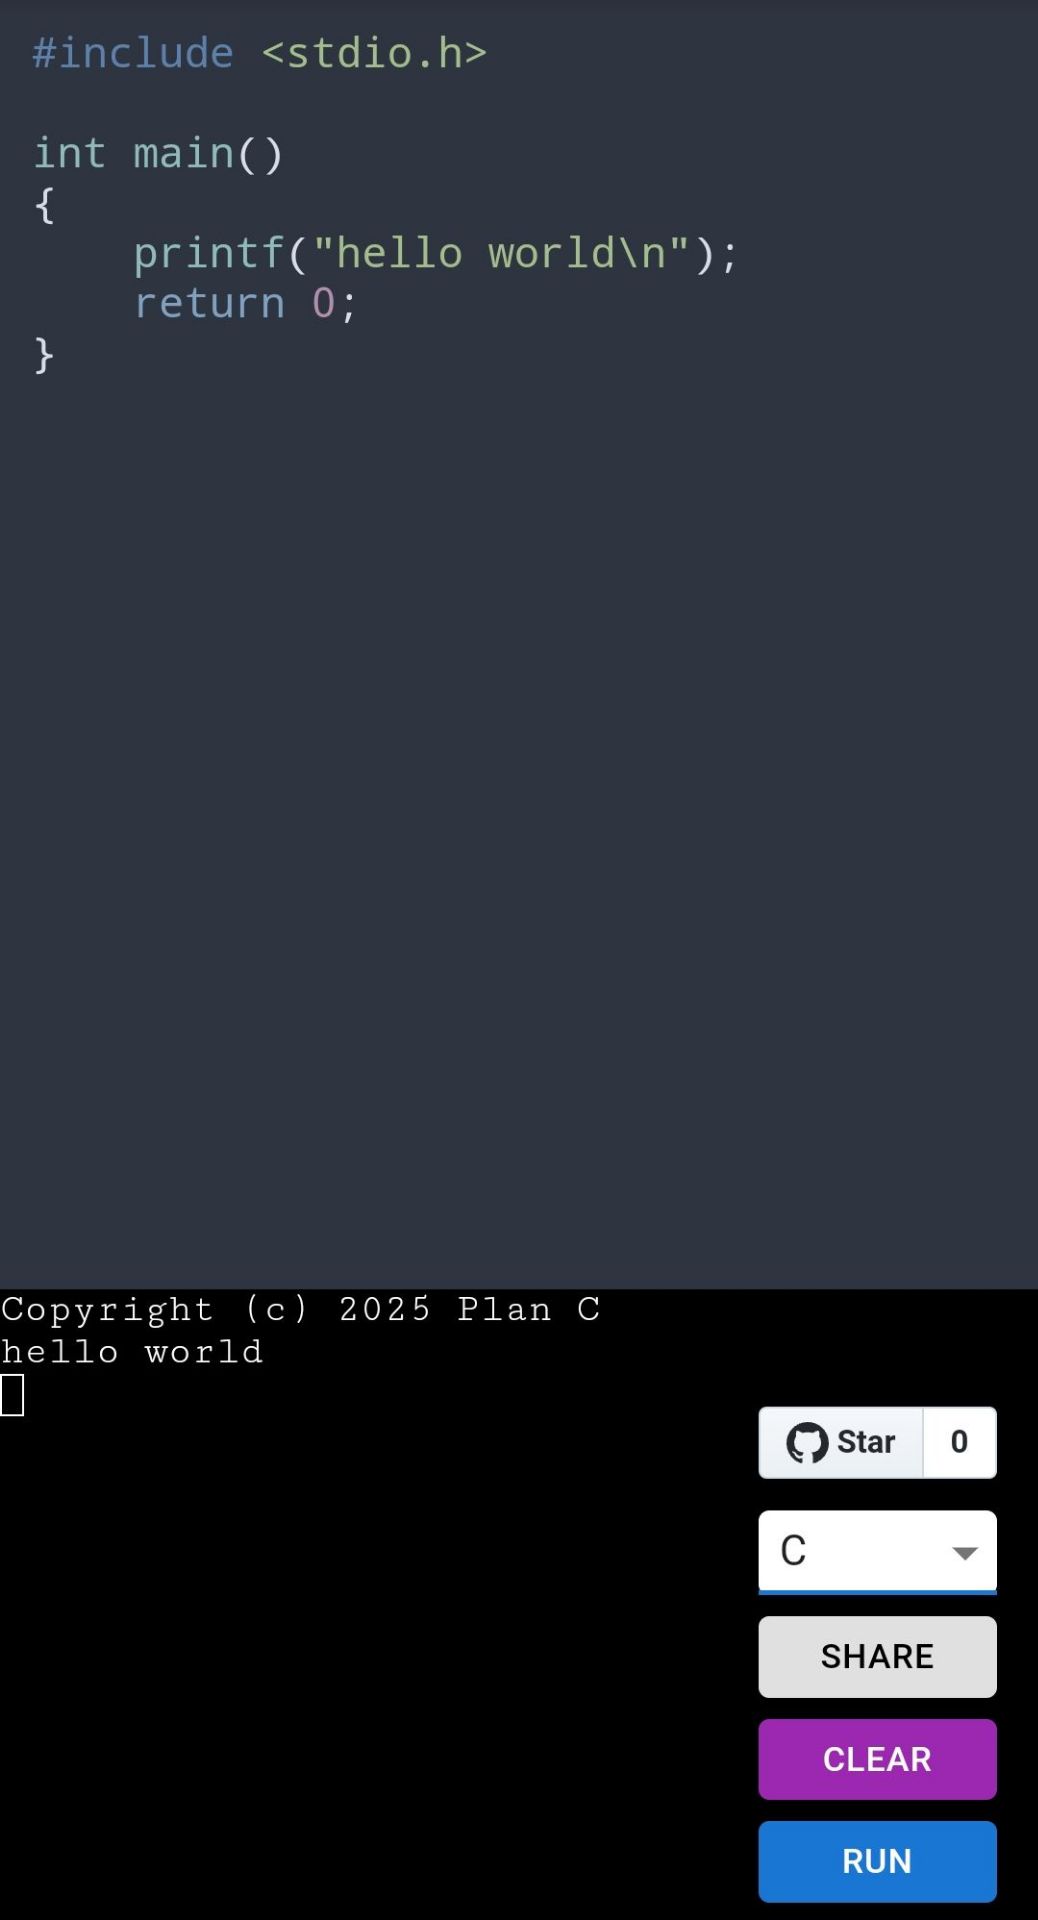 #include <stdio.h>
int main()
{
    printf("hello world\n");
    return 0;
}
Copyright (c) 2025 Plan C
hello world
Star 0
C
SHARE
CLEAR
RUN